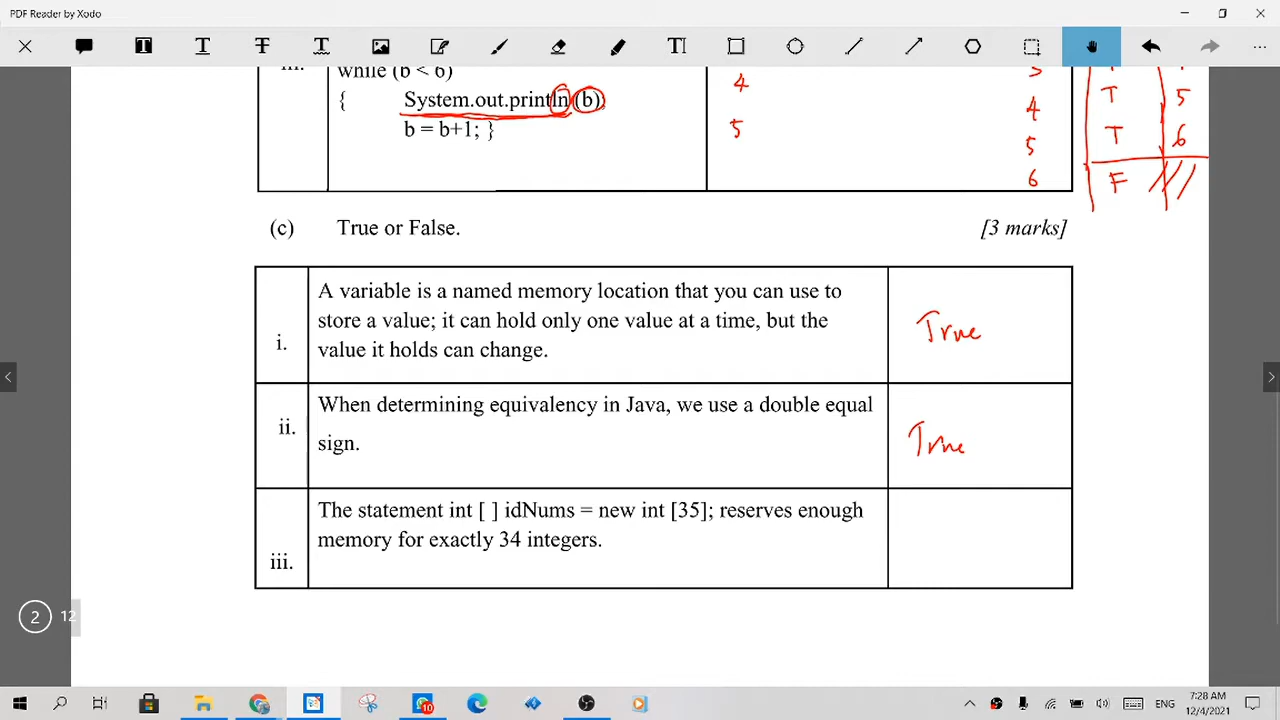 PDF Reader by Xodo
while (b < 6)
{ System.out.println (b)
b = b+1; }
4
5
3
4
5
6
T 5
T 6
F
(c) True or False. [3 marks]
i. A variable is a named memory location that you can use to
store a value; it can hold only one value at a time, but the
value it holds can change.
True
ii. When determining equivalency in Java, we use a double equal
sign.
True
iii. The statement int [ ] idNums = new int [35]; reserves enough
memory for exactly 34 integers.
2 12
10
ENG
7:28 AM
12/4/2021